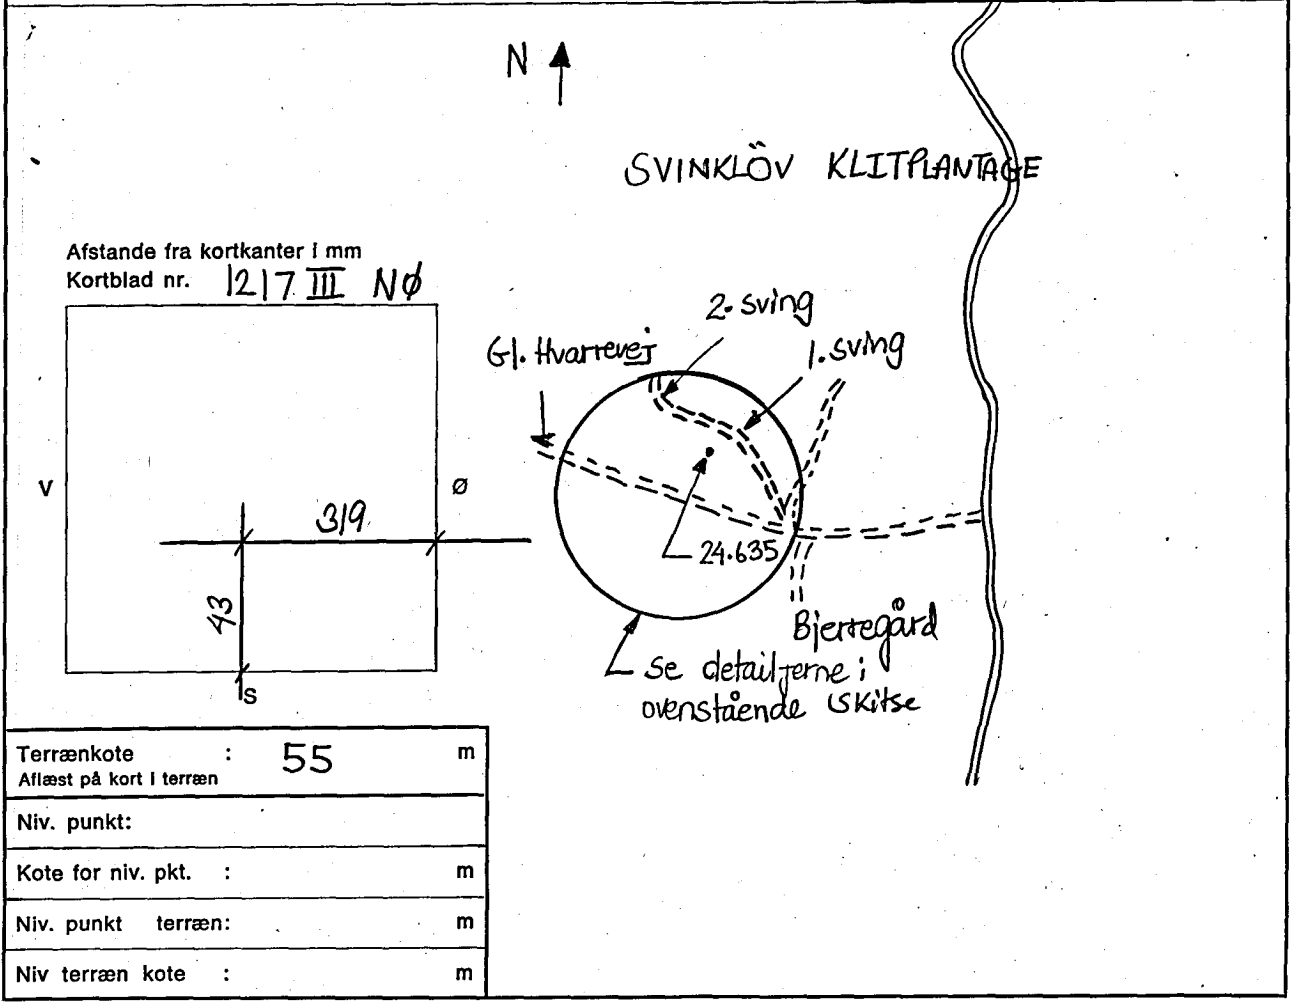 N
SVINKLÖV KLITPLANTAGE
Afstande fra kortkanter i mm
Kortblad nr. 1217 III NØ
2. sving
Gl. Hvarrevej
1. sving
V
Ø
319
24.635
43
Bjerregård
S
Se detaljerne i
ovenstående skitse
Terrænkote : 55 m
Aflæst på kort i terræn
Niv. punkt:
Kote for niv. pkt. : m
Niv. punkt terræn: m
Niv terræn kote : m